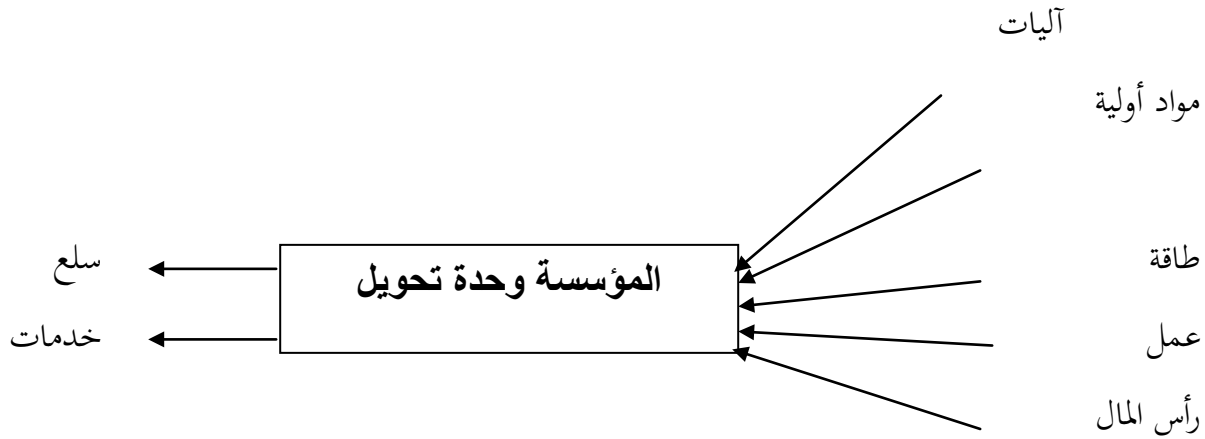 آليات
مواد أولية
طاقة
عمل
رأس المال
المؤسسة وحدة تحويل
سلع
خدمات